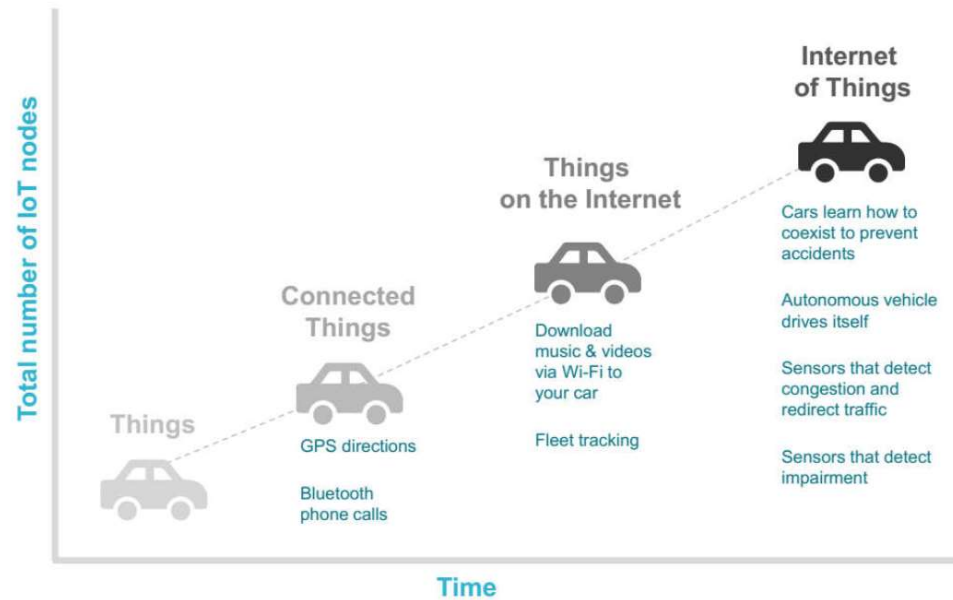 Total number of IoT nodes
Things
Connected
Things
GPS directions
Bluetooth
phone calls
Things
on the Internet
Download
music & videos
via Wi-Fi to
your car
Fleet tracking
Internet
of Things
Cars learn how to
coexist to prevent
accidents
Autonomous vehicle
drives itself
Sensors that detect
congestion and
redirect traffic
Sensors that detect
impairment
Time